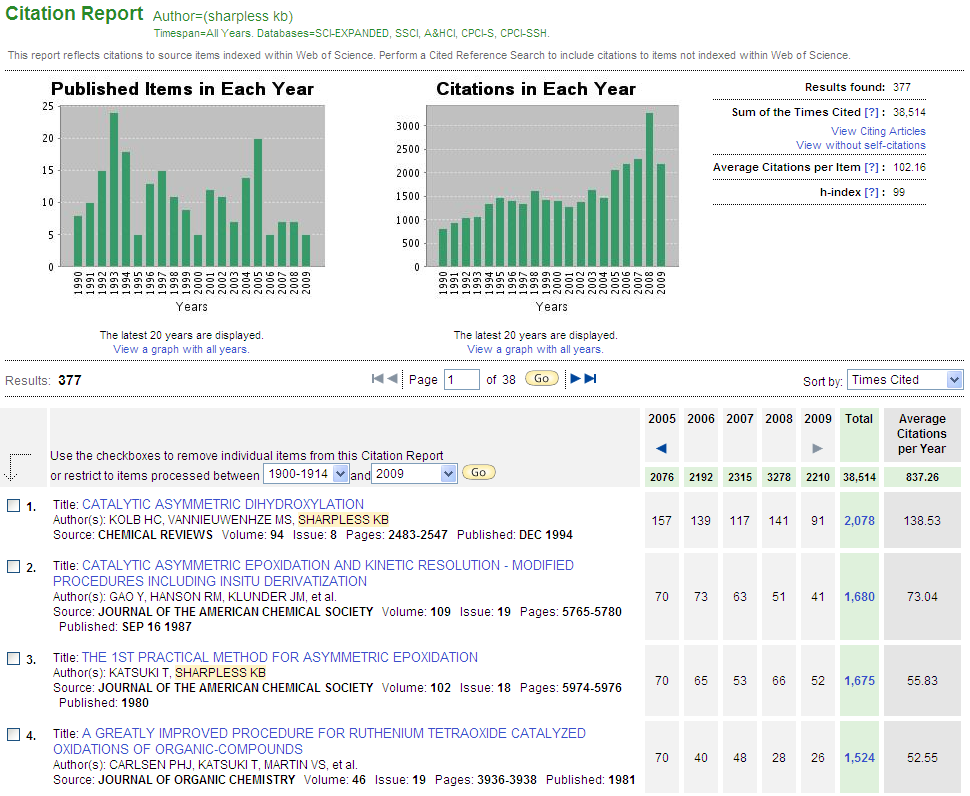 Citation Report Author=(sharpless kb)
Timespan=All Years. Databases=SCI-EXPANDED, SSCI, A&HCI, CPCI-S, CPCI-SSH.
This report reflects citations to source items indexed within Web of Science. Perform a Cited Reference Search to include citations to items not indexed within Web of Science.
Published Items in Each Year
25
20
15
10
5
0
1990 1991 1992 1993 1994 1995 1996 1997 1998 1999 2000 2001 2002 2003 2004 2005 2006 2007 2008 2009
Years
The latest 20 years are displayed.
View a graph with all years.
Citations in Each Year
3000
2500
2000
1500
1000
500
0
1990 1991 1992 1993 1994 1995 1996 1997 1998 1999 2000 2001 2002 2003 2004 2005 2006 2007 2008 2009
Years
The latest 20 years are displayed.
View a graph with all years.
Results found: 377
Sum of the Times Cited [?] : 38,514
View Citing Articles
View without self-citations
Average Citations per Item [?] : 102.16
h-index [?] : 99
Results: 377
Page 1 of 38 Go
Sort by: Times Cited
2005 2006 2007 2008 2009 Total Average
Citations
per Year
Use the checkboxes to remove individual items from this Citation Report
or restrict to items processed between 1900-1914 and 2009 Go
2076 2192 2315 3278 2210 38,514 837.26
1. Title: CATALYTIC ASYMMETRIC DIHYDROXYLATION
Author(s): KOLB HC, VANNIEUWENHZE MS, SHARPLESS KB
Source: CHEMICAL REVIEWS Volume: 94 Issue: 8 Pages: 2483-2547 Published: DEC 1994
157 139 117 141 91 2,078 138.53
2. Title: CATALYTIC ASYMMETRIC EPOXIDATION AND KINETIC RESOLUTION - MODIFIED
PROCEDURES INCLUDING INSITU DERIVATIZATION
Author(s): GAO Y, HANSON RM, KLUNDER JM, et al.
Source: JOURNAL OF THE AMERICAN CHEMICAL SOCIETY Volume: 109 Issue: 19 Pages: 5765-5780
Published: SEP 16 1987
70 73 63 51 41 1,680 73.04
3. Title: THE 1ST PRACTICAL METHOD FOR ASYMMETRIC EPOXIDATION
Author(s): KATSUKI T, SHARPLESS KB
Source: JOURNAL OF THE AMERICAN CHEMICAL SOCIETY Volume: 102 Issue: 18 Pages: 5974-5976
Published: 1980
70 65 53 66 52 1,675 55.83
4. Title: A GREATLY IMPROVED PROCEDURE FOR RUTHENIUM TETRAOXIDE CATALYZED
OXIDATIONS OF ORGANIC-COMPOUNDS
Author(s): CARLSEN PHJ, KATSUKI T, MARTIN VS, et al.
Source: JOURNAL OF ORGANIC CHEMISTRY Volume: 46 Issue: 19 Pages: 3936-3938 Published: 1981
70 40 48 28 26 1,524 52.55